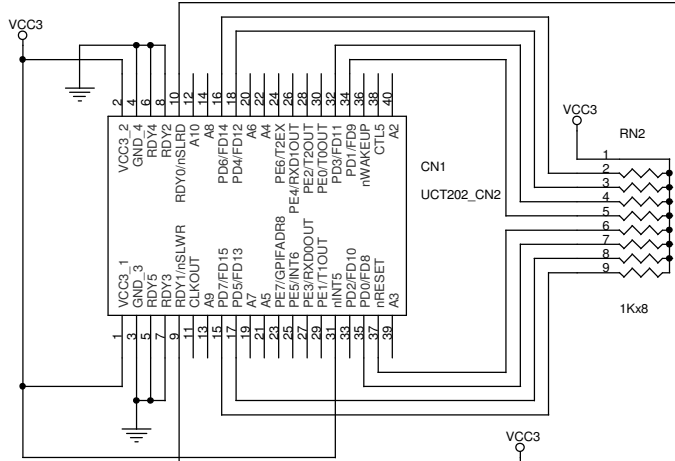 VCC3
2
4
6
8
10
12
14
16
18
20
22
24
26
28
30
32
34
36
38
40
VCC3_2
GND_4
RDY4
RDY2
RDY0/nSLRD
A10
A8
PD6/FD14
PD4/FD12
A6
A4
PE6/T2EX
PE4/RXD1OUT
PE2/T2OUT
PE0/T0OUT
PD3/FD11
PD1/FD9
nWAKEUP
CTL5
A2
CN1
UCT202_CN2
VCC3_1
GND_3
RDY5
RDY3
RDY1/nSLWR
CLKOUT
A9
PD7/FD15
PD5/FD13
A7
A5
PE7/GPIFADR8
PE5/INT6
PE3/RXD0OUT
PE1/T1OUT
nINT5
PD2/FD10
PD0/FD8
nRESET
A3
1
3
5
7
9
11
13
15
17
19
21
23
25
27
29
31
33
35
37
39
VCC3
RN2
1
2
3
4
5
6
7
8
9
1Kx8
VCC3